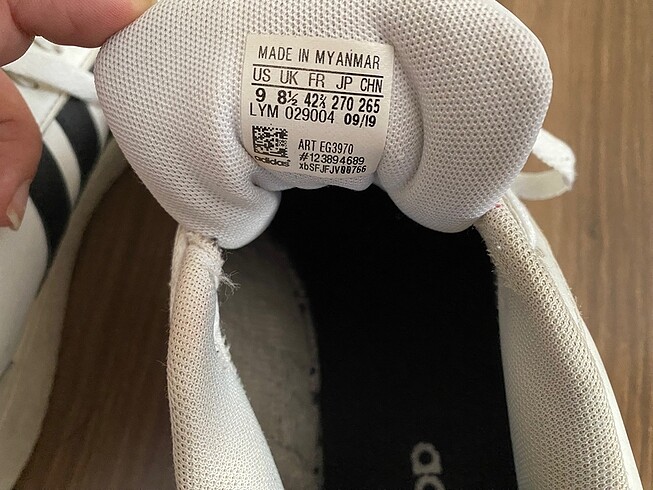 MADE IN MYANMAR
US UK FR JP CHN
9 8½ 42⅔ 270 265
LYM 029004 09/19
ART EG3970
#123894689
adidas
ad